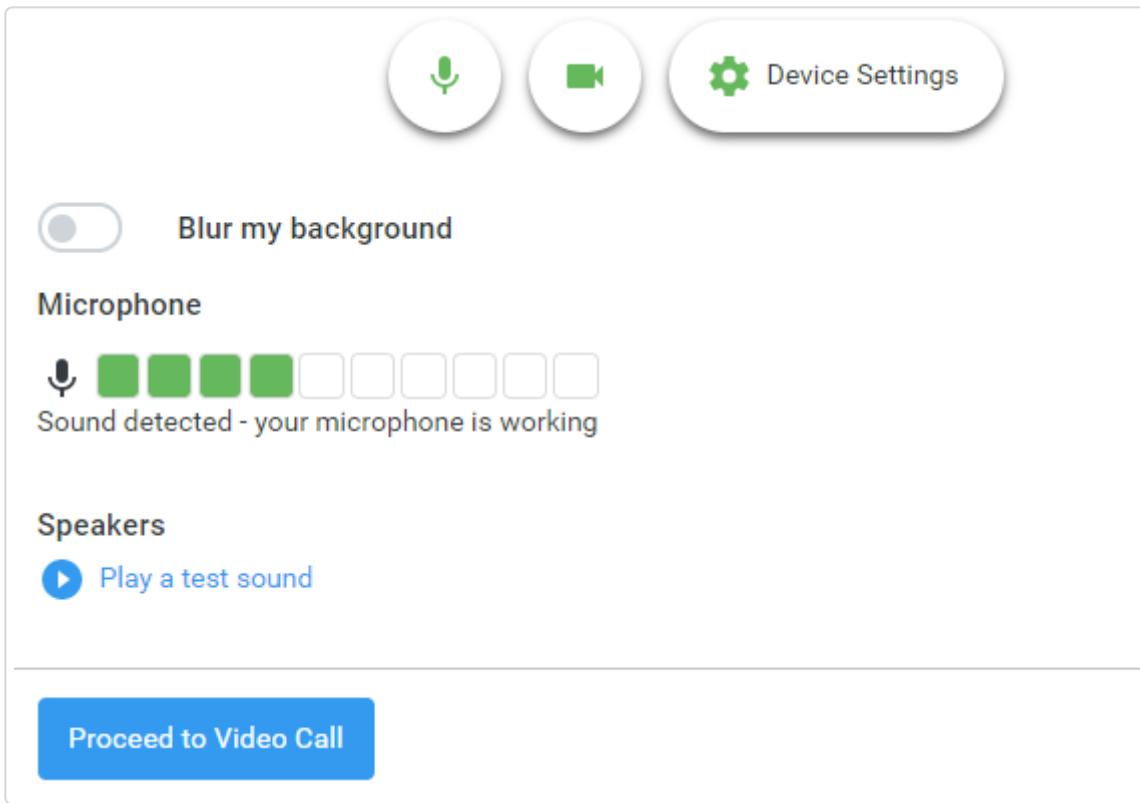 Device Settings
Blur my background
Microphone
Sound detected - your microphone is working
Speakers
Play a test sound
Proceed to Video Call